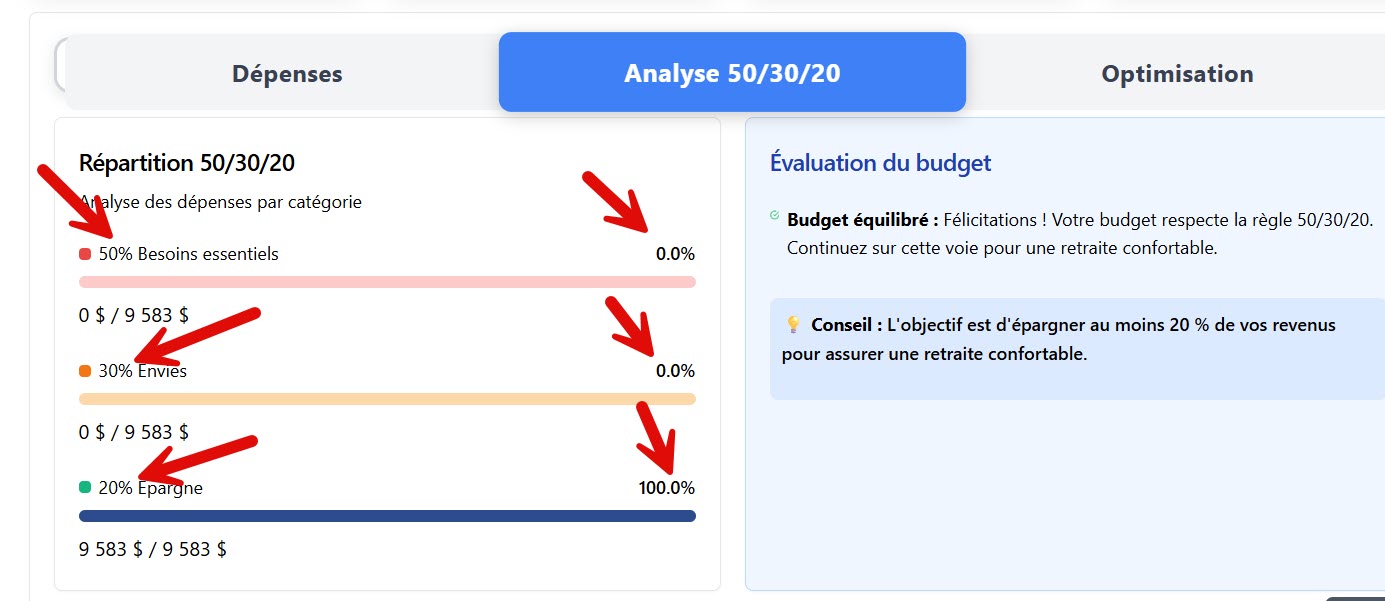 Dépenses
Analyse 50/30/20
Optimisation
Répartition 50/30/20
Analyse des dépenses par catégorie
50% Besoins essentiels
0.0%
0 $ / 9 583 $
30% Envies
0.0%
0 $ / 9 583 $
20% Épargne
100.0%
9 583 $ / 9 583 $
Évaluation du budget
Budget équilibré : Félicitations ! Votre budget respecte la règle 50/30/20.
Continuez sur cette voie pour une retraite confortable.
Conseil : L'objectif est d'épargner au moins 20 % de vos revenus
pour assurer une retraite confortable.